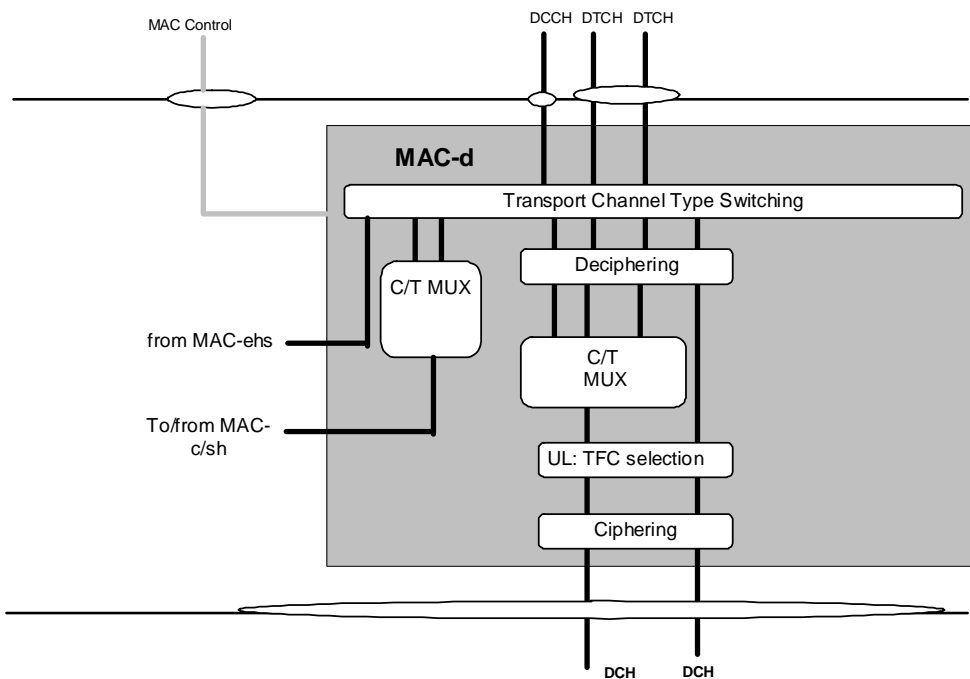 MAC Control
DCCH DTCH DTCH
MAC-d
Transport Channel Type Switching
Deciphering
C/T MUX
from MAC-ehs
C/T
MUX
To/from MAC-
c/sh
UL: TFC selection
Ciphering
DCH
DCH